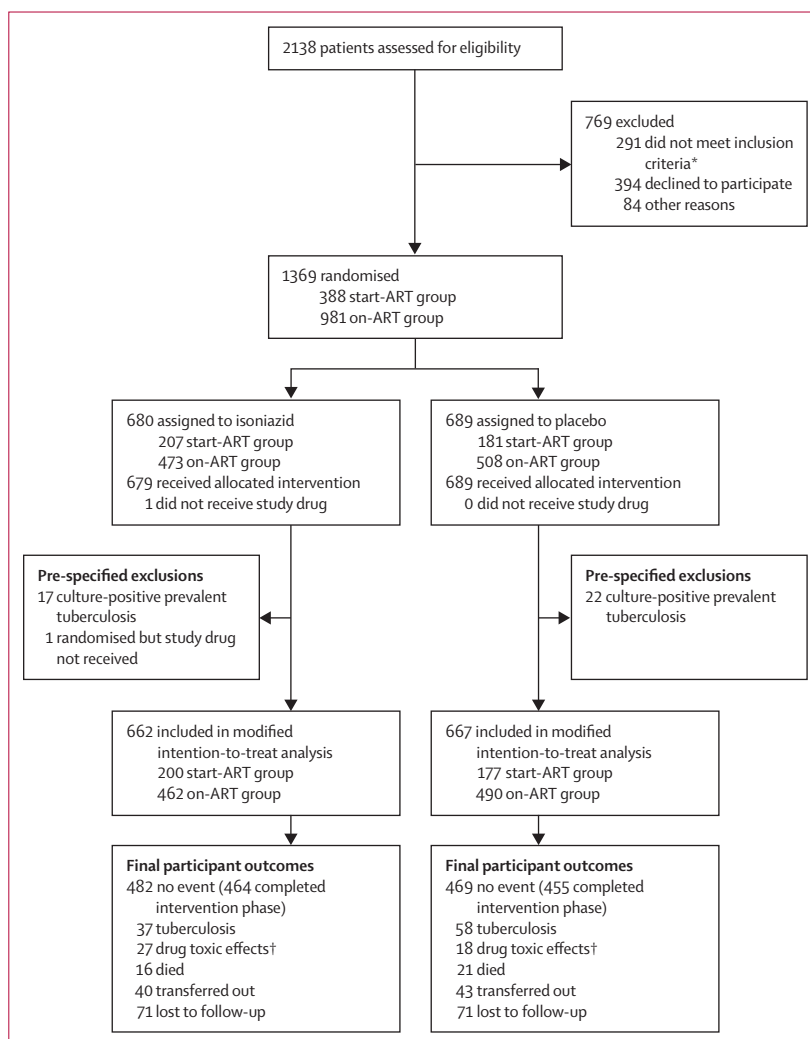 2138 patients assessed for eligibility
769 excluded
291 did not meet inclusion
criteria*
394 declined to participate
84 other reasons
1369 randomised
388 start-ART group
981 on-ART group
680 assigned to isoniazid
207 start-ART group
473 on-ART group
679 received allocated intervention
1 did not receive study drug
689 assigned to placebo
181 start-ART group
508 on-ART group
689 received allocated intervention
0 did not receive study drug
Pre-specified exclusions
17 culture-positive prevalent
tuberculosis
1 randomised but study drug
not received
Pre-specified exclusions
22 culture-positive prevalent
tuberculosis
662 included in modified
intention-to-treat analysis
200 start-ART group
462 on-ART group
667 included in modified
intention-to-treat analysis
177 start-ART group
490 on-ART group
Final participant outcomes
482 no event (464 completed
intervention phase)
37 tuberculosis
27 drug toxic effects†
16 died
40 transferred out
71 lost to follow-up
Final participant outcomes
469 no event (455 completed
intervention phase)
58 tuberculosis
18 drug toxic effects†
21 died
43 transferred out
71 lost to follow-up